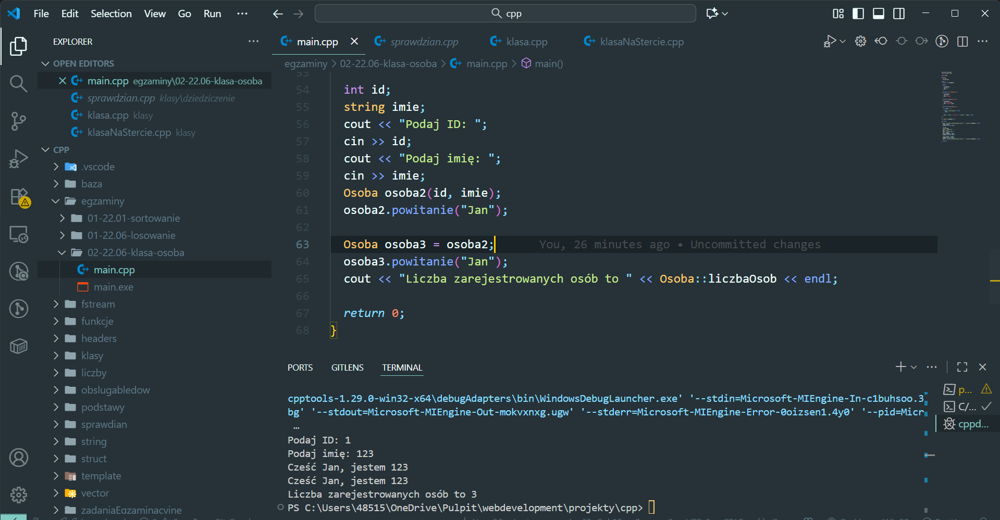 File Edit Selection View Go Run ··· cpp
EXPLORER ···
OPEN EDITORS
main.cpp egzaminy\02-22.06-klasa-osoba
sprawdzian.cpp klasy\dziedziczenie
klasa.cpp klasy
klasaNaStercie.cpp klasy
CPP
.vscode
baza
egzaminy
01-22.01-sortowanie
01-22.06-losowanie
02-22.06-klasa-osoba
main.cpp
main.exe
fstream
funkcje
headers
klasy
liczby
obslugabledow
podstawy
sprawdian
string
struct
template
vector
zadaniaEgzaminacyjne
main.cpp sprawdzian.cpp klasa.cpp klasaNaStercie.cpp
egzaminy > 02-22.06-klasa-osoba > main.cpp > main()
53
54 int id;
55 string imie;
56 cout << "Podaj ID: ";
57 cin >> id;
58 cout << "Podaj imię: ";
59 cin >> imie;
60 Osoba osoba2(id, imie);
61 osoba2.powitanie("Jan");
62
63 Osoba osoba3 = osoba2; You, 26 minutes ago • Uncommitted changes
64 osoba3.powitanie("Jan");
65 cout << "Liczba zarejestrowanych osób to " << Osoba::liczbaOsob << endl;
66
67 return 0;
68 }
PORTS GITLENS TERMINAL
cpptools-1.29.0-win32-x64\debugAdapters\bin\WindowsDebugLauncher.exe' '--stdin=Microsoft-MIEngine-In-c1buhsoo.3
bg' '--stdout=Microsoft-MIEngine-Out-mokvxnxg.ugw' '--stderr=Microsoft-MIEngine-Error-0oizsen1.4y0' '--pid=Micr
…
Podaj ID: 1
Podaj imię: 123
Cześć Jan, jestem 123
Cześć Jan, jestem 123
Liczba zarejestrowanych osób to 3
PS C:\Users\48515\OneDrive\Pulpit\webdevelopment\projekty\cpp>
p...
C/...
cppd...